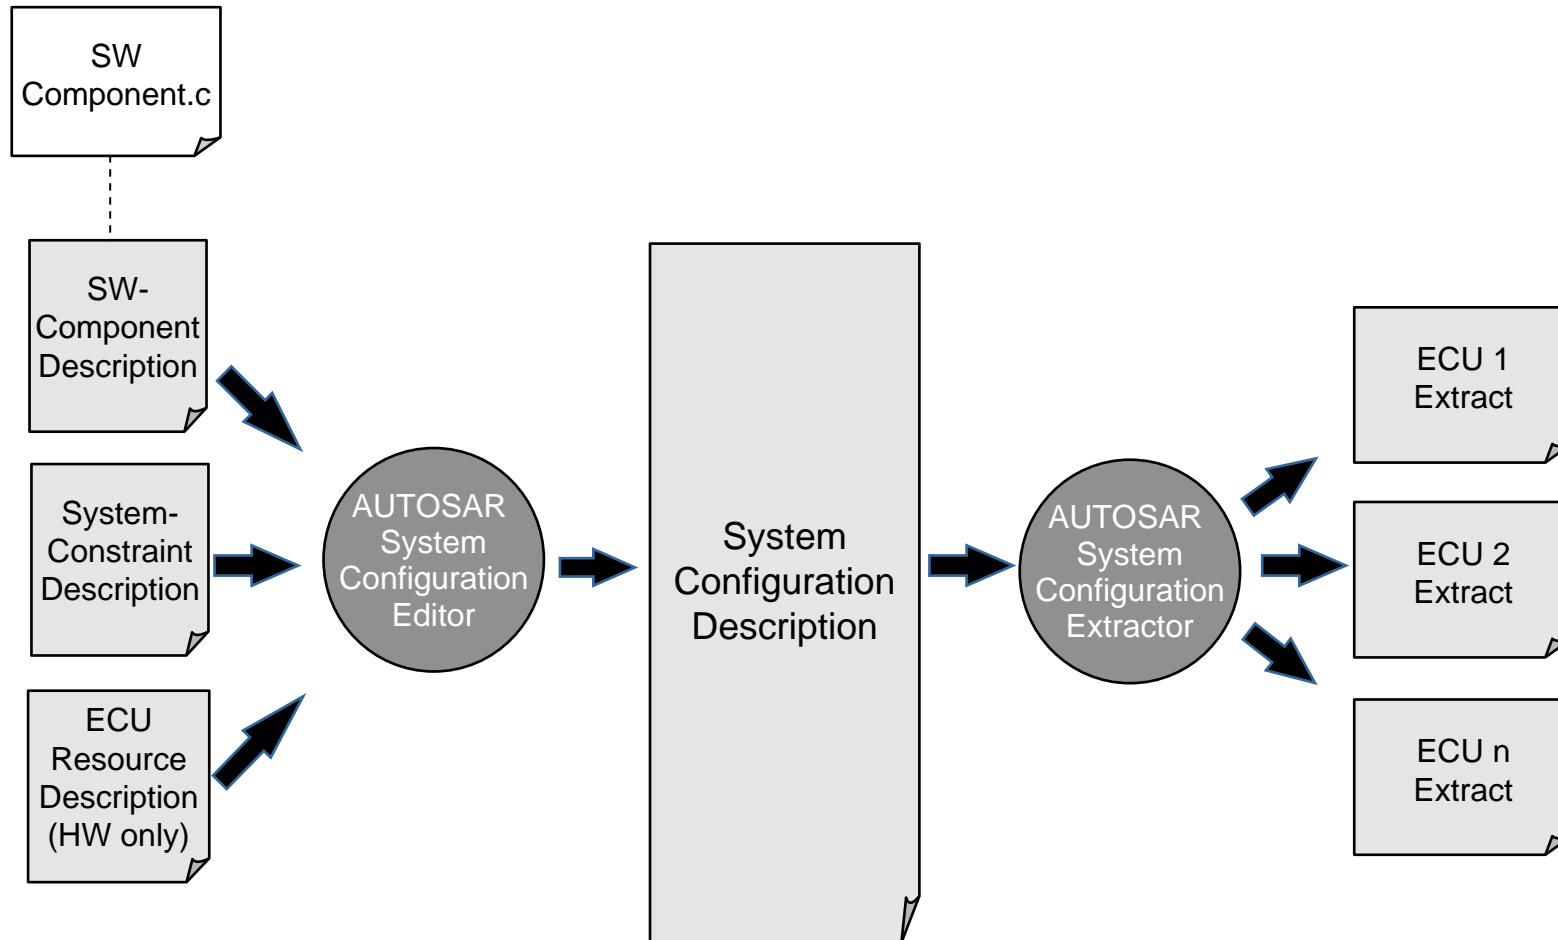 SW
Component.c
SW-
Component
Description
System-
Constraint
Description
ECU
Resource
Description
(HW only)
AUTOSAR
System
Configuration
Editor
System
Configuration
Description
AUTOSAR
System
Configuration
Extractor
ECU 1
Extract
ECU 2
Extract
ECU n
Extract